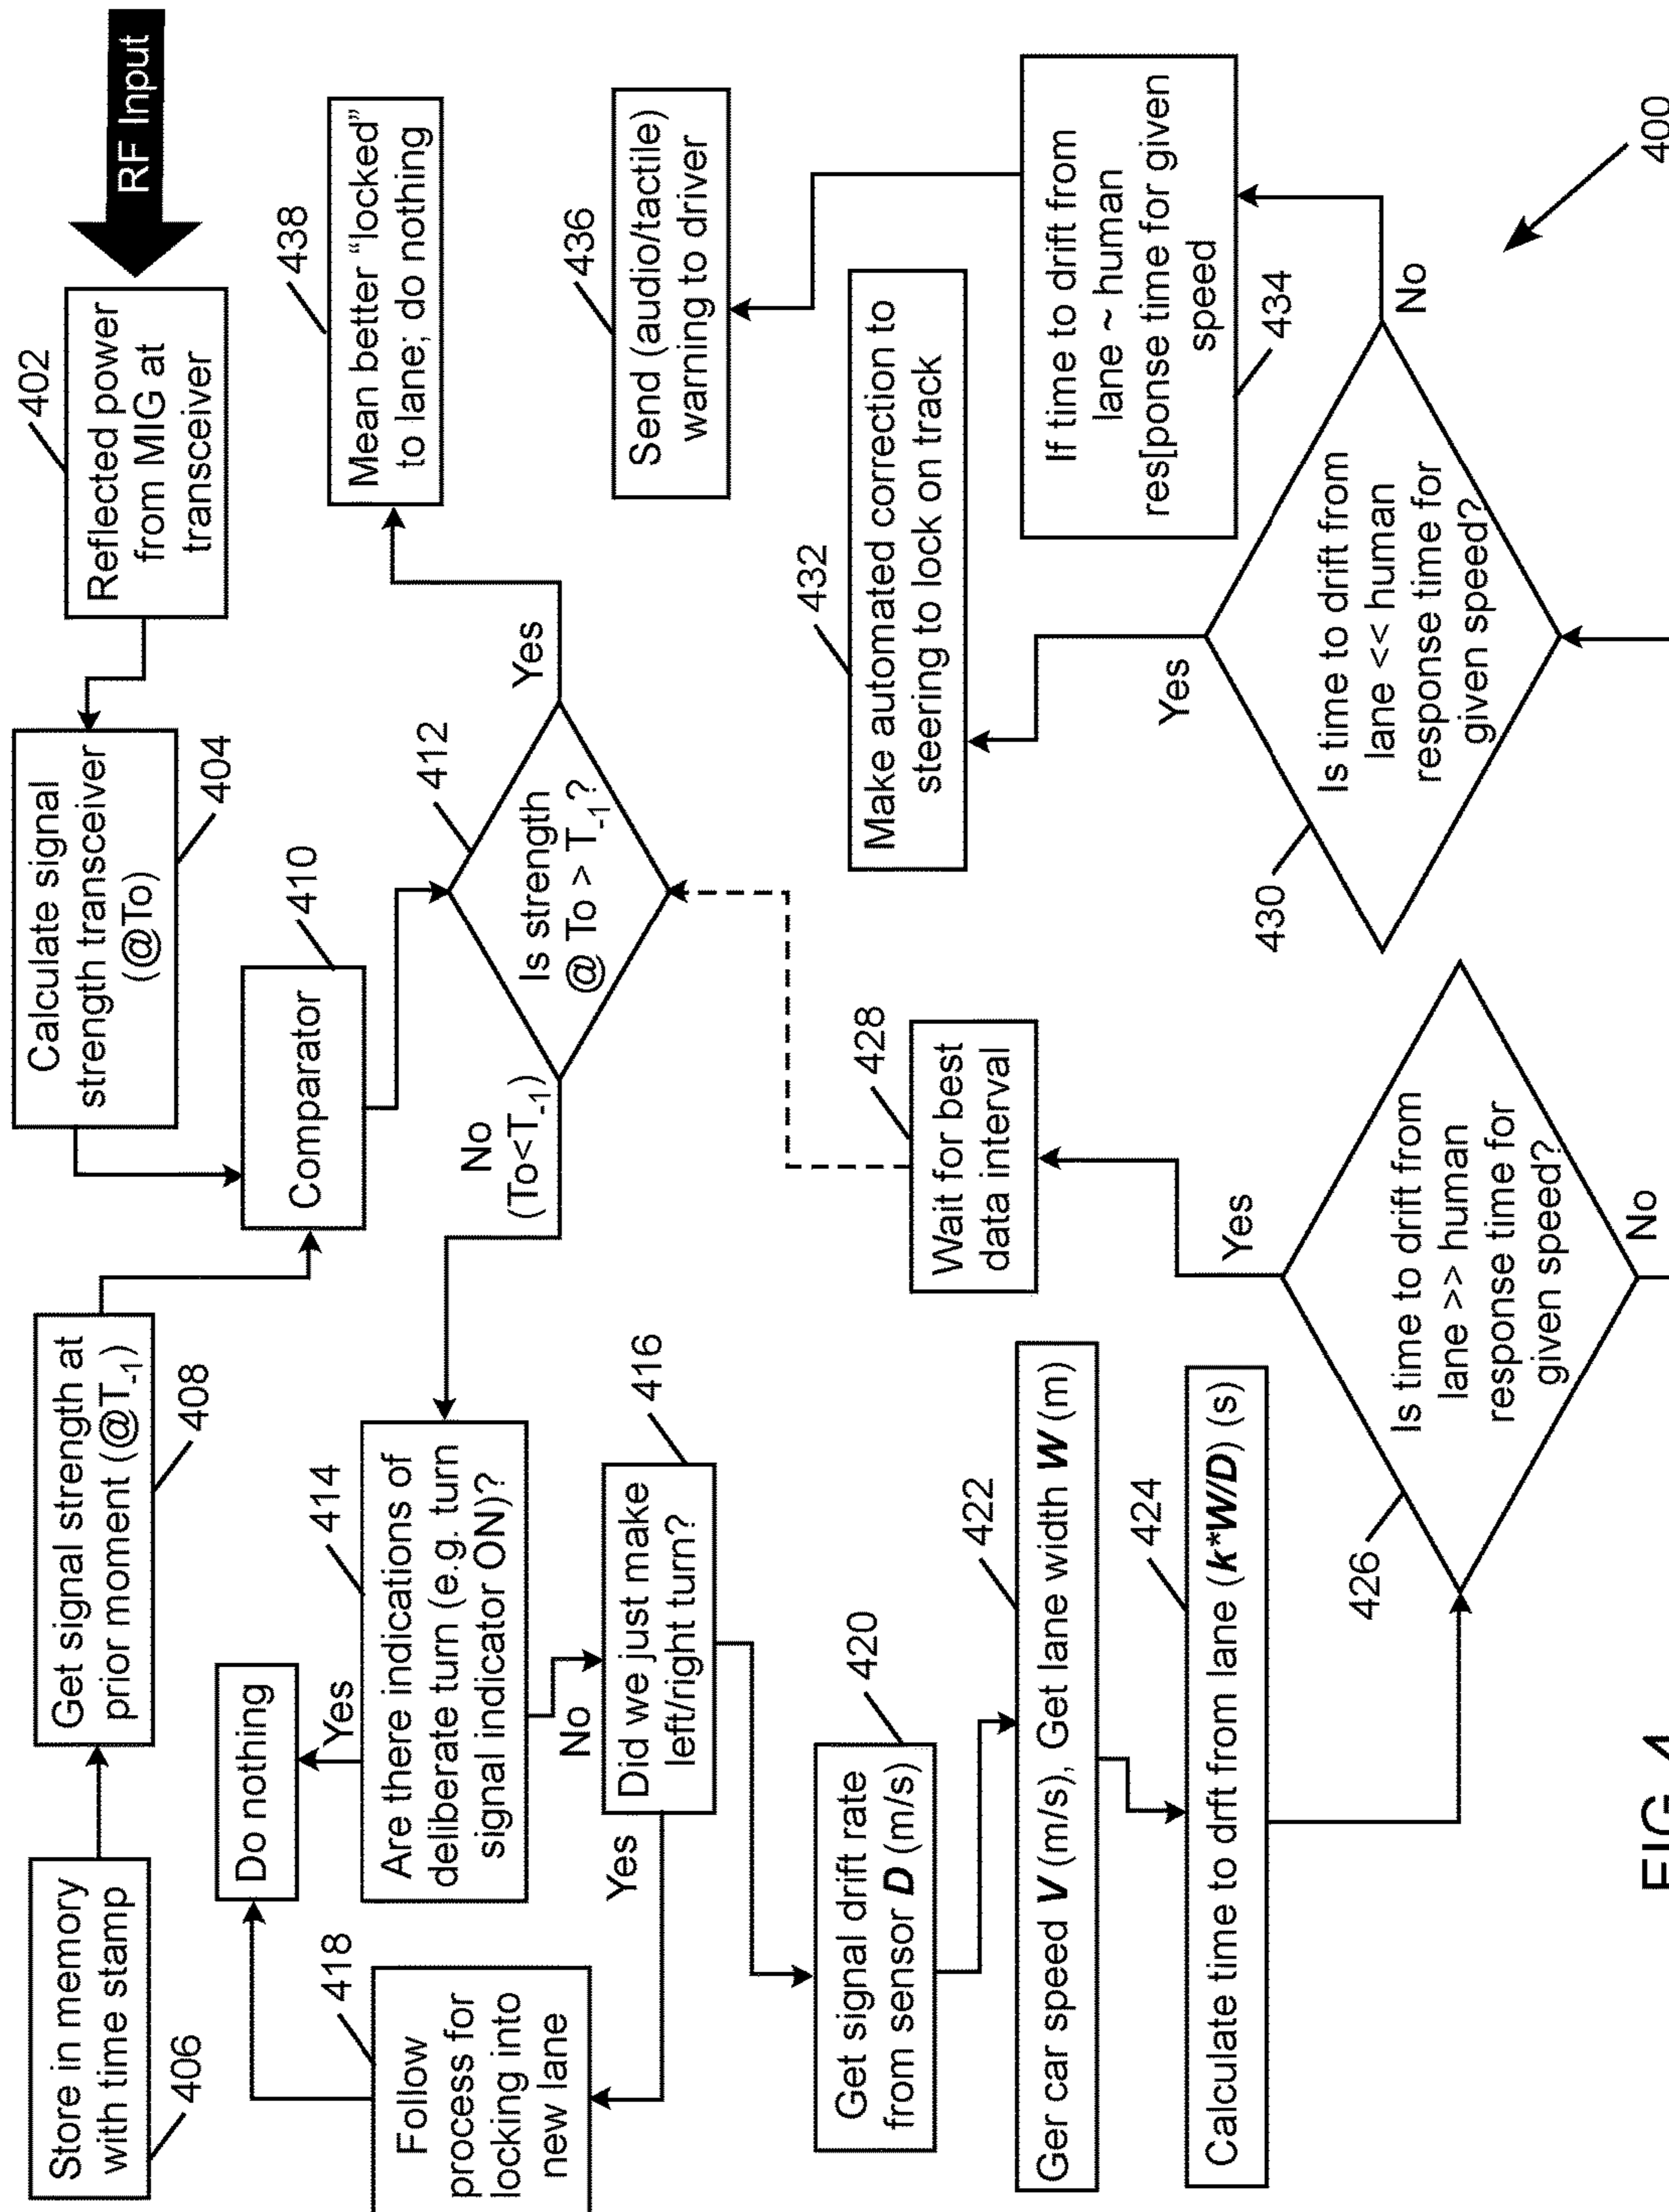 RF Input
402
Reflected power
from MIG at
transceiver
Calculate signal
strength transceiver
(@To)
404
Store in memory
with time stamp
406
Get signal strength at
prior moment (@T-1)
408
Comparator
410
Is strength
@ To > T-1?
412
Yes
Mean better “locked”
to lane; do nothing
438
No
(To<T-1)
Are there indications of
deliberate turn (e.g. turn
signal indicator ON)?
414
Yes
Do nothing
No
Did we just make
left/right turn?
416
Yes
Follow
process for
locking into
new lane
418
Get signal drift rate
from sensor D (m/s)
420
Ger car speed V (m/s), Get lane width W (m)
422
Calculate time to drft from lane (k*W/D) (s)
424
Is time to drift from
lane >> human
response time for
given speed?
426
Yes
Wait for best
data interval
428
No
Is time to drift from
lane << human
response time for
given speed?
430
Yes
Make automated correction to
steering to lock on track
432
No
If time to drift from
lane ~ human
res[ponse time for given
speed
434
Send (audio/tactile)
warning to driver
436
400